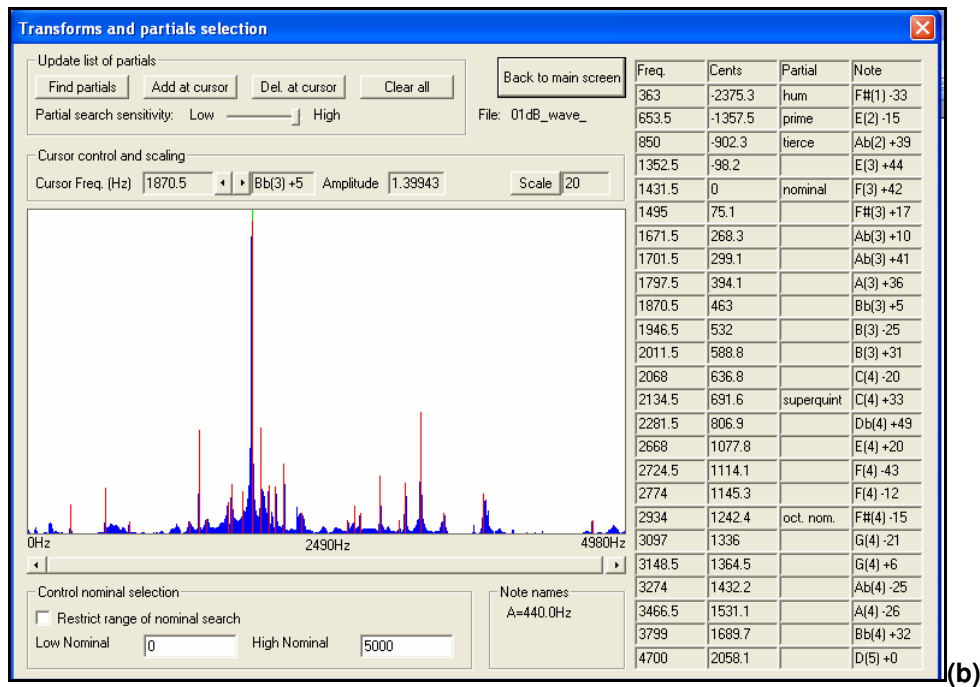 Transforms and partials selection
Update list of partials
Find partials Add at cursor Del. at cursor Clear all
Partial search sensitivity: Low High
Back to main screen
File: 01dB_wave_
Cursor control and scaling
Cursor Freq. (Hz) 1870.5 Bb(3) +5 Amplitude 1.39943 Scale 20
0Hz 2490Hz 4980Hz
Control nominal selection
Restrict range of nominal search
Low Nominal 0 High Nominal 5000
Note names
A=440.0Hz
Freq. Cents Partial Note
363 -2375.3 hum F#(1) -33
653.5 -1357.5 prime E(2) -15
850 -902.3 tierce Ab(2) +39
1352.5 -98.2 E(3) +44
1431.5 0 nominal F(3) +42
1495 75.1 F#(3) +17
1671.5 268.3 Ab(3) +10
1701.5 299.1 Ab(3) +41
1797.5 394.1 A(3) +36
1870.5 463 Bb(3) +5
1946.5 532 B(3) -25
2011.5 588.8 B(3) +31
2068 636.8 C(4) -20
2134.5 691.6 superquint C(4) +33
2281.5 806.9 Db(4) +49
2668 1077.8 E(4) +20
2724.5 1114.1 F(4) -43
2774 1145.3 F(4) -12
2934 1242.4 oct. nom. F#(4) -15
3097 1336 G(4) -21
3148.5 1364.5 G(4) +6
3274 1432.2 Ab(4) -25
3466.5 1531.1 A(4) -26
3799 1689.7 Bb(4) +32
4700 2058.1 D(5) +0
(b)